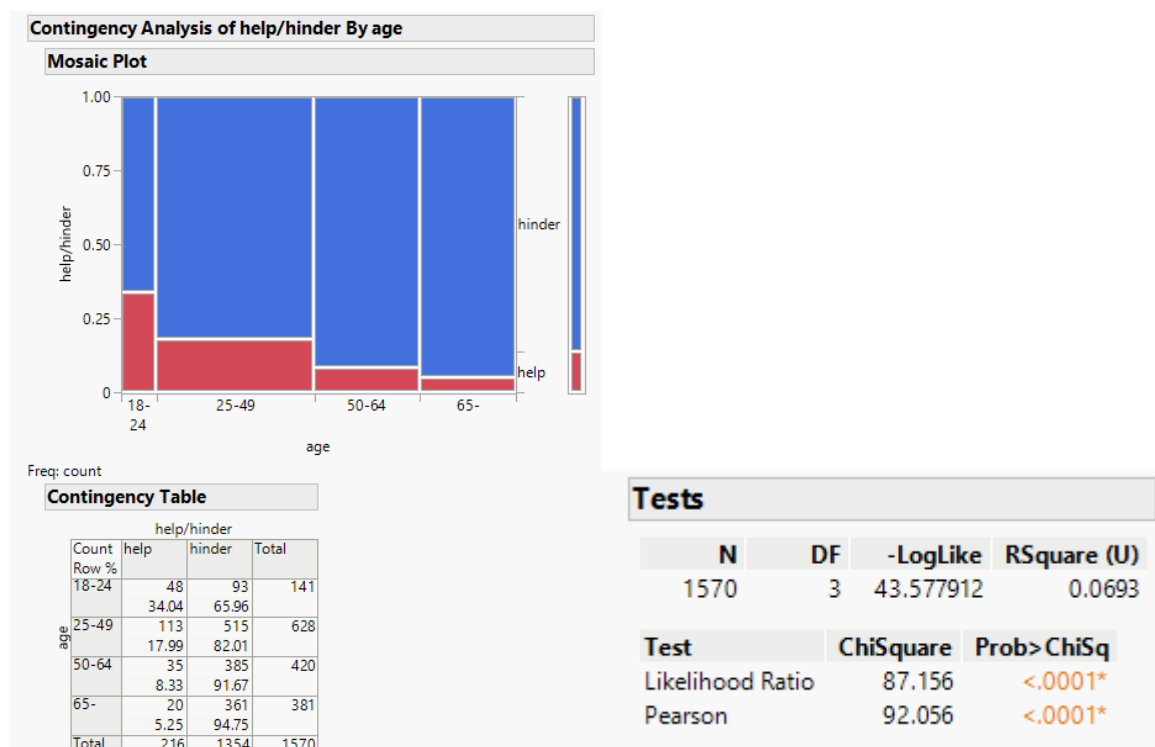 Contingency Analysis of help/hinder By age
Mosaic Plot
1.00
0.75
0.50
0.25
0
help/hinder
hinder
help
18-
24
25-49
50-64
65-
age
Freq: count
Contingency Table
help/hinder
Count help hinder Total
Row %
age
18-24 48 93 141
34.04 65.96
25-49 113 515 628
17.99 82.01
50-64 35 385 420
8.33 91.67
65- 20 361 381
5.25 94.75
Total 216 1354 1570
Tests
N DF -LogLike RSquare (U)
1570 3 43.577912 0.0693
Test ChiSquare Prob>ChiSq
Likelihood Ratio 87.156 <.0001*
Pearson 92.056 <.0001*